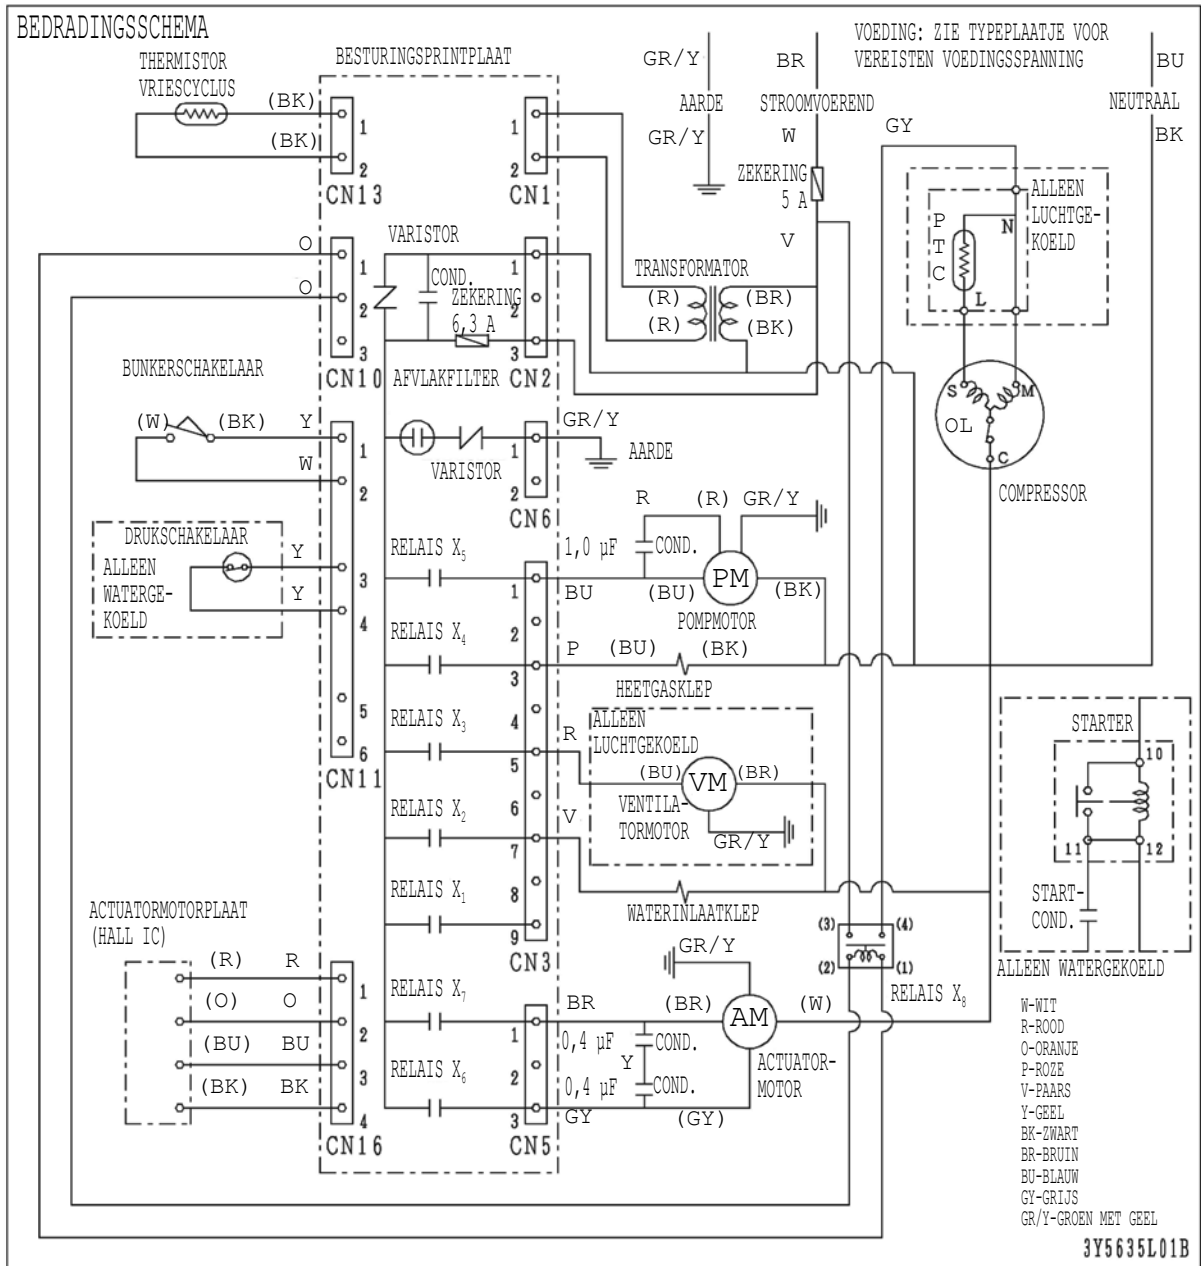 BEDRADINGSSCHEMA
THERMISTOR
VRIESCYCLUS
BESTURINGSPRINTPLAAT
VOEDING: ZIE TYPEPLAATJE VOOR
VEREISTEN VOEDINGSSPANNING
GR/Y
BR
BU
AARDE
STROOMVOEREND
NEUTRAAL
GR/Y
W
GY
BK
(BK)
(BK)
1
2
CN13
1
2
CN1
ZEKERING
5 A
V
ALLEEN
LUCHTGE-
KOELD
P
T
C
N
L
O
O
1
2
3
CN10
VARISTOR
COND.
ZEKERING
6,3 A
1
2
3
CN2
AFVLAKFILTER
TRANSFORMATOR
(R)
(BR)
(R)
(BK)
S
M
OL
C
COMPRESSOR
BUNKERSCHAKELAAR
(W)
(BK)
Y
W
1
2
3
4
5
6
CN11
VARISTOR
1
2
CN6
GR/Y
AARDE
DRUKSCHAKELAAR
ALLEEN
WATERGE-
KOELD
Y
Y
RELAIS X5
RELAIS X4
RELAIS X3
RELAIS X2
RELAIS X1
1
2
3
4
5
6
7
8
9
CN3
R
(R)
GR/Y
1,0 µF
COND.
BU
(BU)
PM
(BK)
POMPMOTOR
P
(BU)
(BK)
HEETGASKLEP
R
ALLEEN
LUCHTGEKOELD
(BU)
VM
(BR)
VENTILA-
TORMOTOR
GR/Y
V
WATERINLAATKLEP
STARTER
10
11
12
START-
COND.
ALLEEN WATERGEKOELD
(3)
(4)
(2)
(1)
RELAIS X8
ACTUATORMOTORPLAAT
(HALL IC)
(R)
R
(O)
O
(BU)
BU
(BK)
BK
1
2
3
4
CN16
RELAIS X7
RELAIS X6
1
2
3
CN5
GR/Y
BR
(BR)
AM
(W)
0,4 µF
COND.
Y
0,4 µF
COND.
GY
(GY)
ACTUATOR-
MOTOR
W-WIT
R-ROOD
O-ORANJE
P-ROZE
V-PAARS
Y-GEEL
BK-ZWART
BR-BRUIN
BU-BLAUW
GY-GRIJS
GR/Y-GROEN MET GEEL
3Y5635L01B